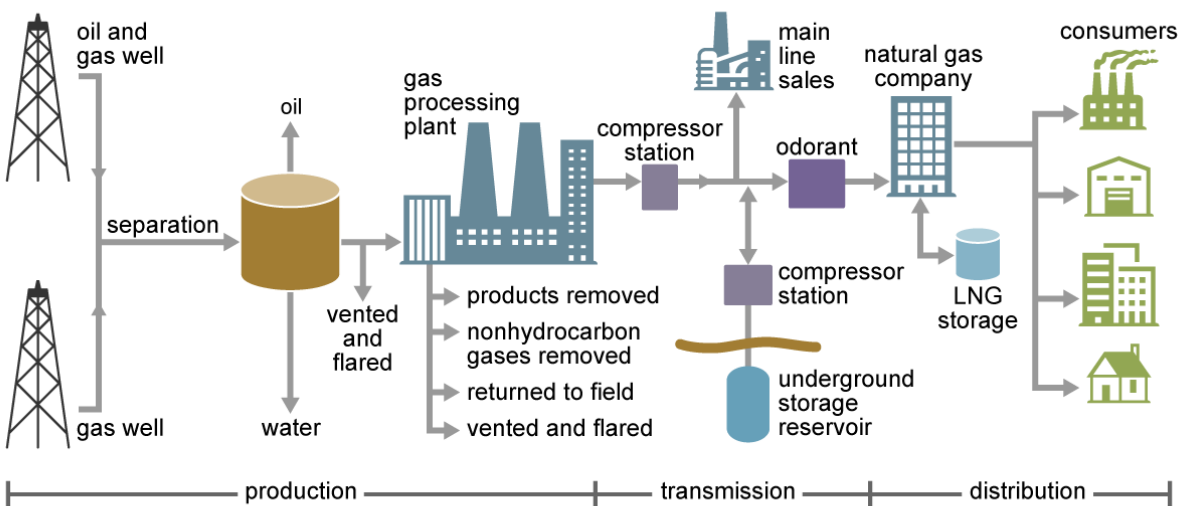 oil and
gas well
separation
gas well
oil
water
vented
and
flared
gas
processing
plant
products removed
nonhydrocarbon
gases removed
returned to field
vented and flared
compressor
station
main
line
sales
odorant
compressor
station
underground
storage
reservoir
natural gas
company
LNG
storage
consumers
production
transmission
distribution